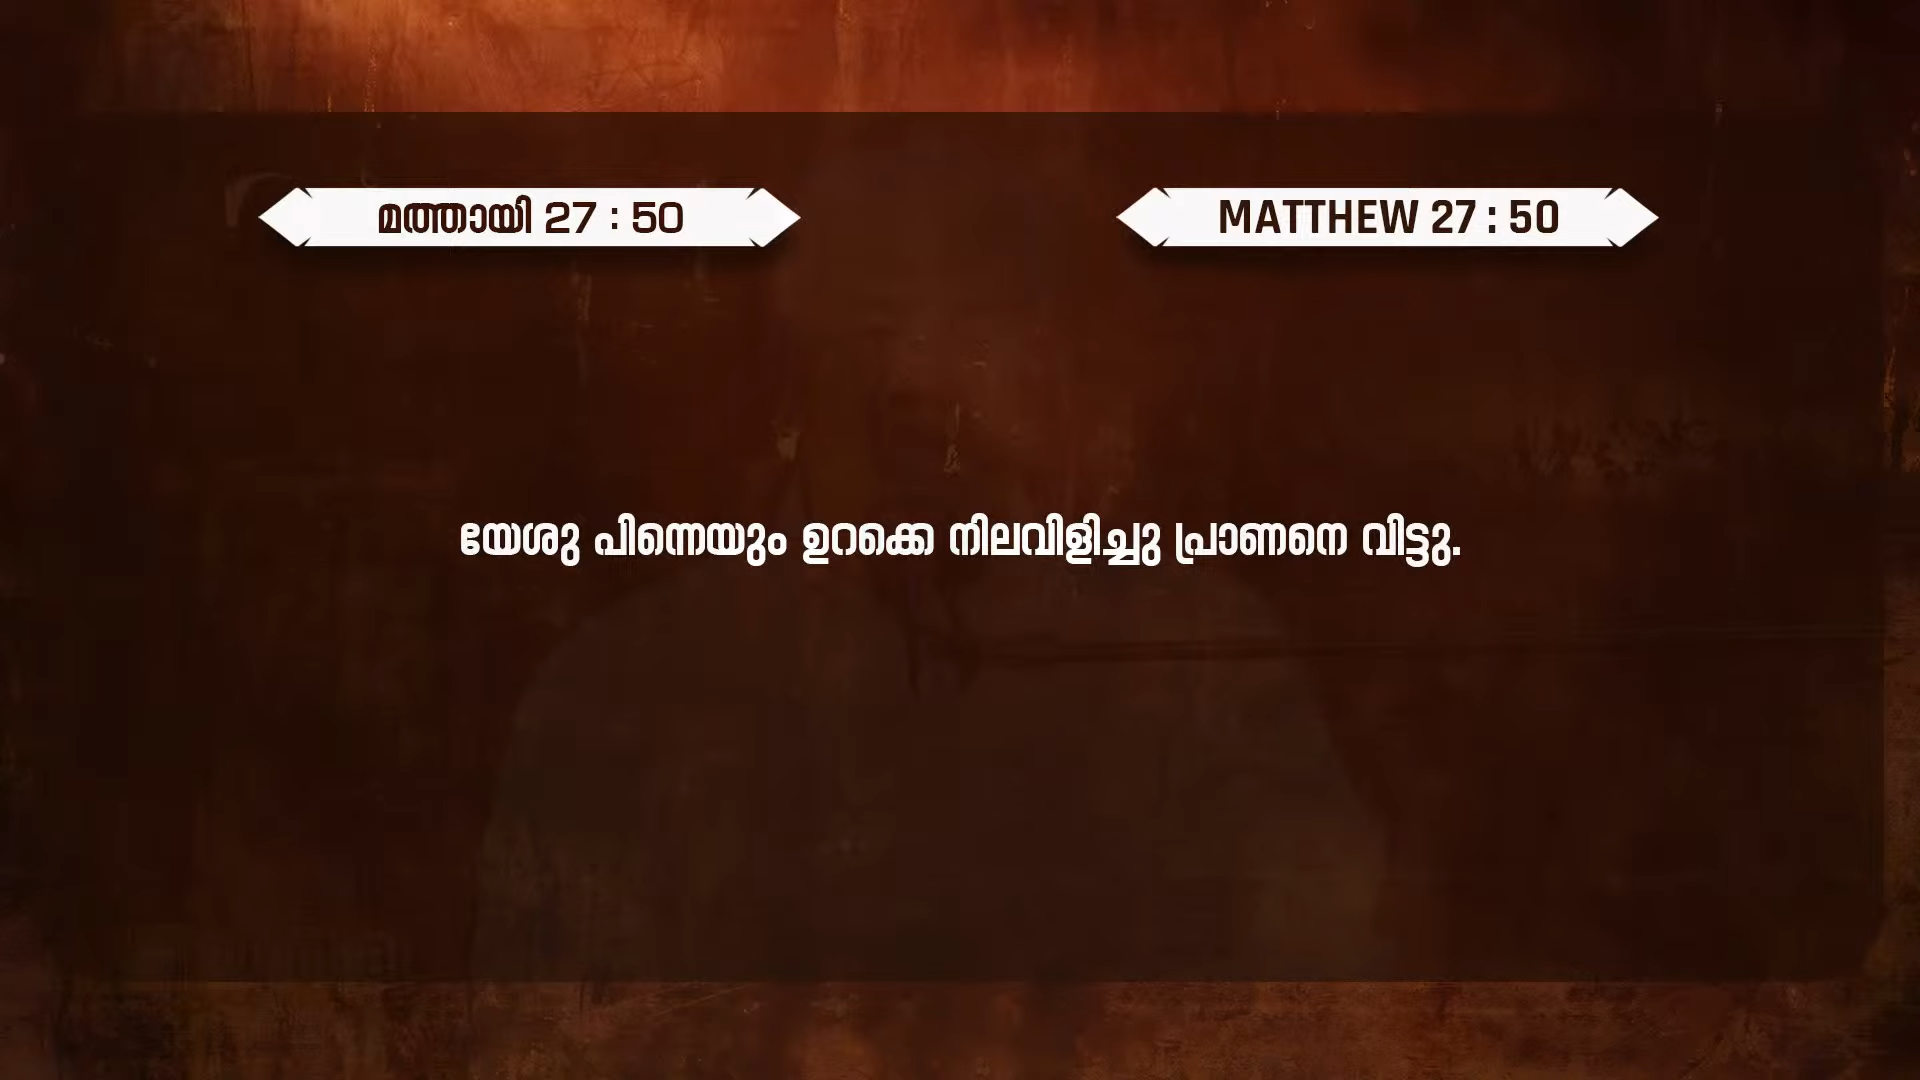 മത്തായി 27 : 50
MATTHEW 27 : 50
യേശു പിന്നെയും ഉറക്കെ നിലവിളിച്ചു പ്രാണനെ വിട്ടു.